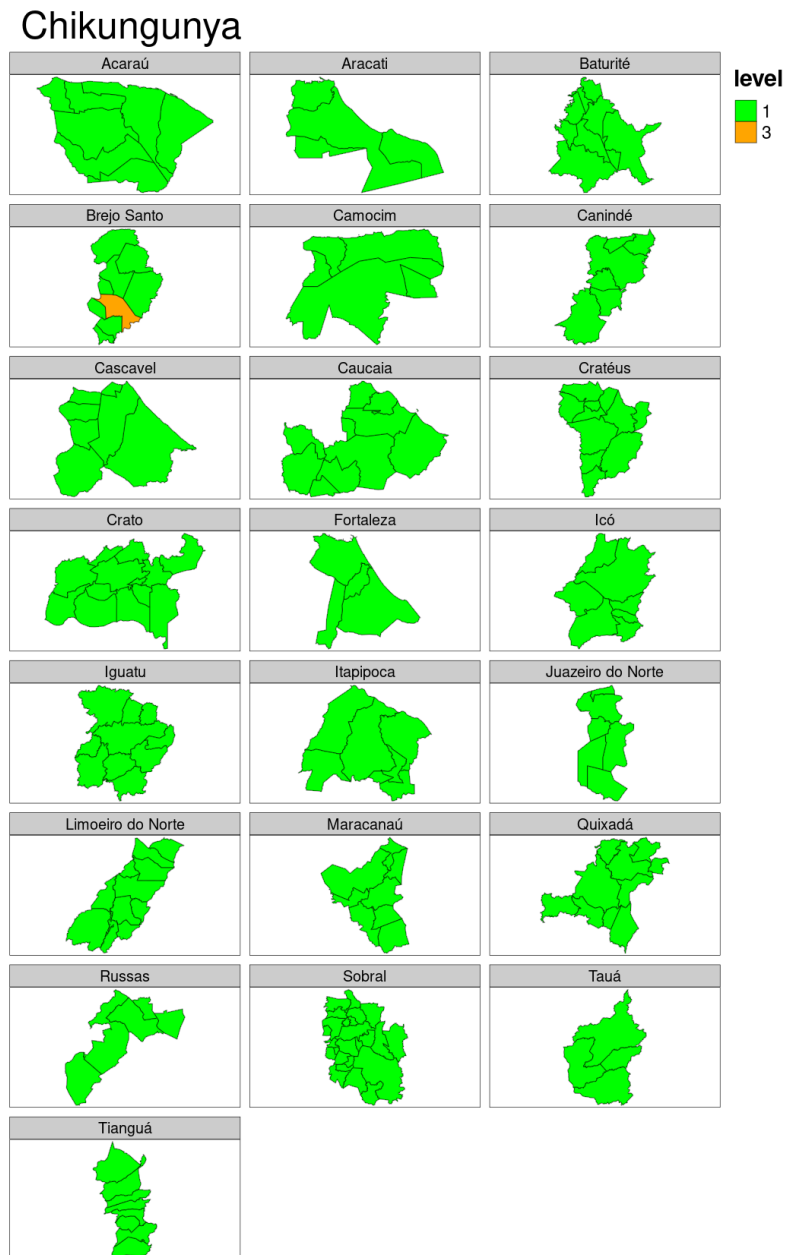 Chikungunya
Acaraú
Aracati
Baturité
level
1
3
Brejo Santo
Camocim
Canindé
Cascavel
Caucaia
Cratéus
Crato
Fortaleza
Icó
Iguatu
Itapipoca
Juazeiro do Norte
Limoeiro do Norte
Maracanaú
Quixadá
Russas
Sobral
Tauá
Tianguá